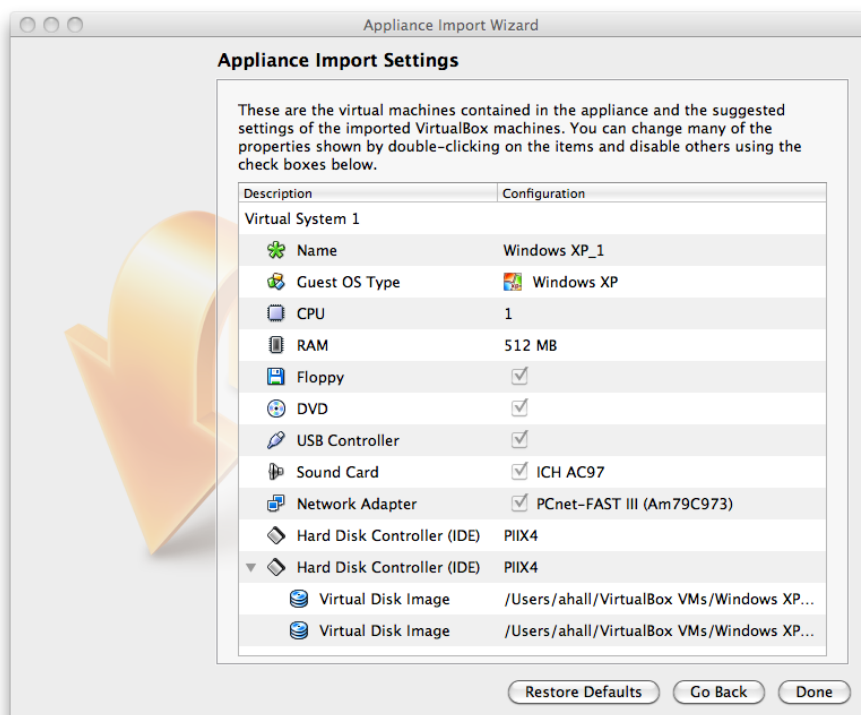 Appliance Import Wizard
Appliance Import Settings
These are the virtual machines contained in the appliance and the suggested
settings of the imported VirtualBox machines. You can change many of the
properties shown by double-clicking on the items and disable others using the
check boxes below.
Description Configuration
Virtual System 1
Name Windows XP_1
Guest OS Type Windows XP
CPU 1
RAM 512 MB
Floppy
DVD
USB Controller
Sound Card ICH AC97
Network Adapter PCnet-FAST III (Am79C973)
Hard Disk Controller (IDE) PIIX4
Hard Disk Controller (IDE) PIIX4
Virtual Disk Image /Users/ahall/VirtualBox VMs/Windows XP...
Virtual Disk Image /Users/ahall/VirtualBox VMs/Windows XP...
Restore Defaults Go Back Done